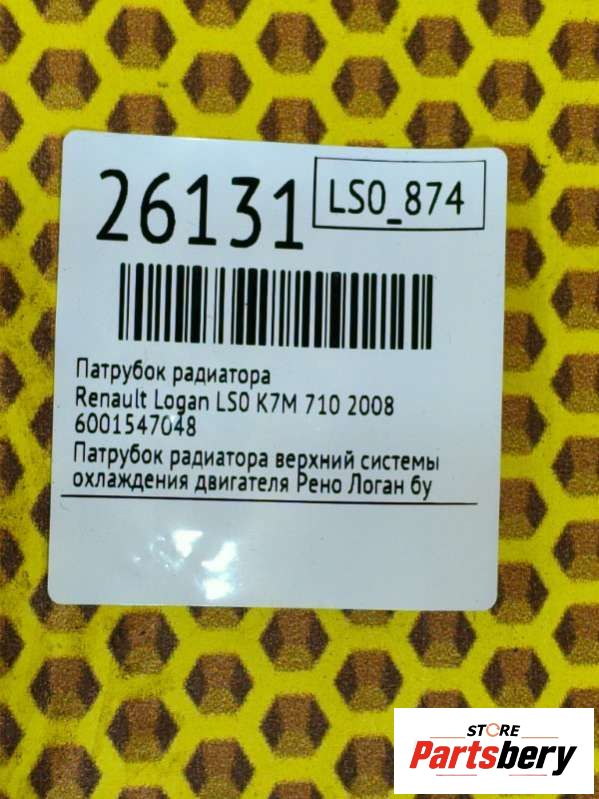 26131
LS0_874
Патрубок радиатора
Renault Logan LS0 K7M 710 2008
6001547048
Патрубок радиатора верхний системы
охлаждения двигателя Рено Логан бу
STORE
Partsbery